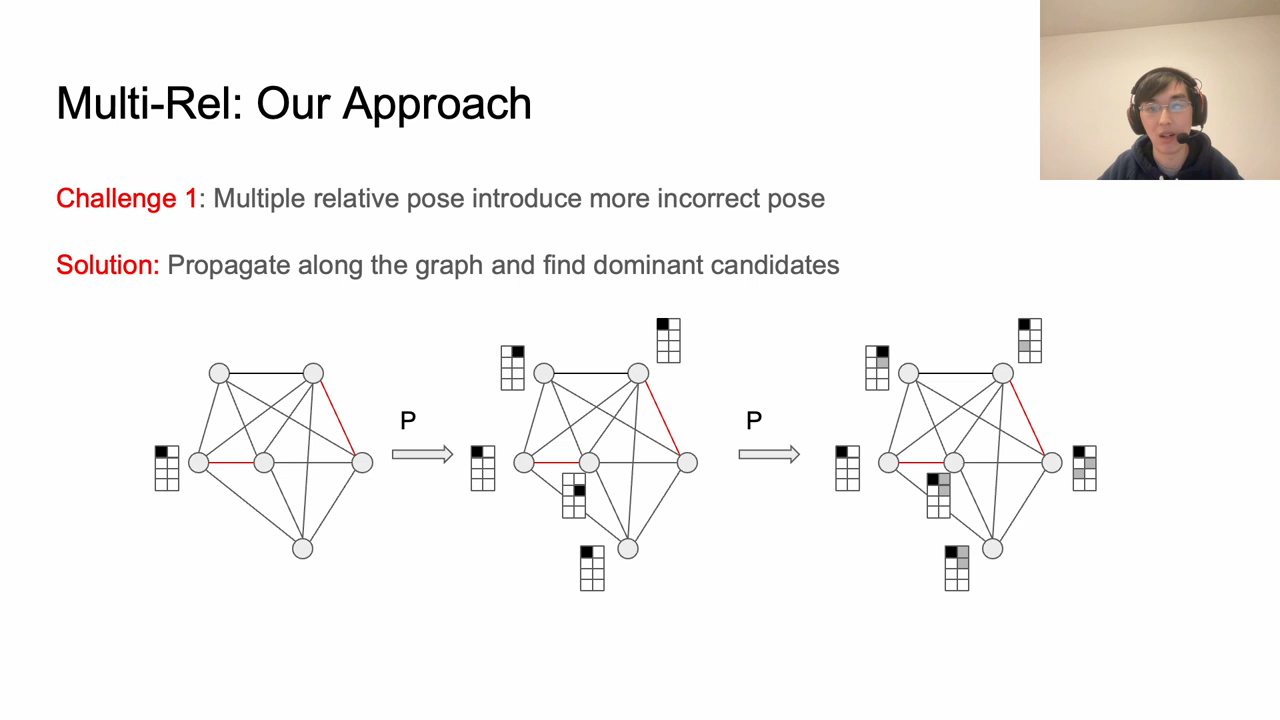 Multi-Rel: Our Approach
Challenge 1: Multiple relative pose introduce more incorrect pose
Solution: Propagate along the graph and find dominant candidates
P
P